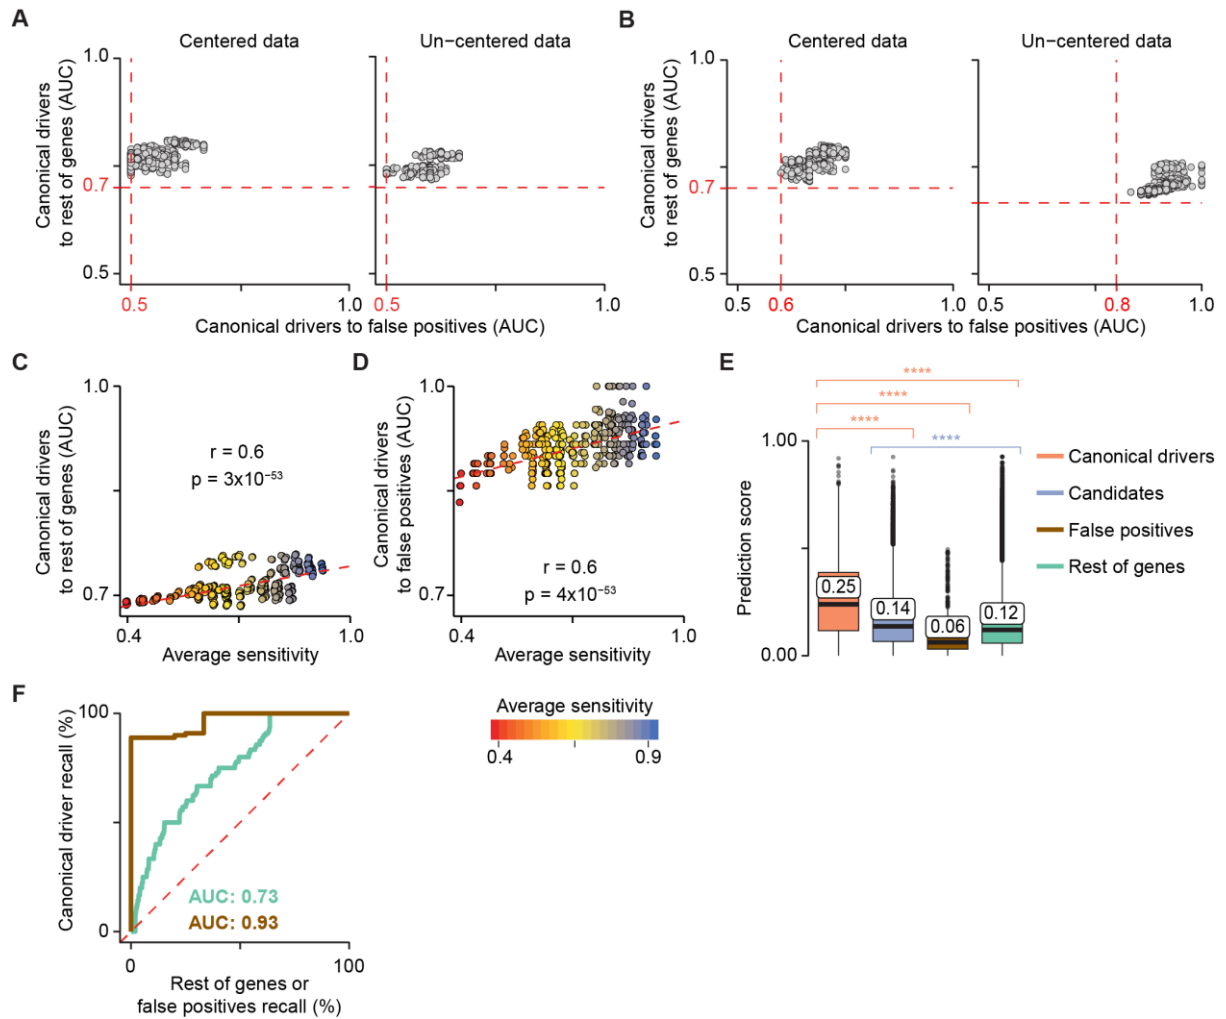 A
Centered data
Un-centered data
Canonical drivers
to rest of genes (AUC)
1.0
0.7
0.5
0.5
1.0
0.5
1.0
Canonical drivers to false positives (AUC)
B
Centered data
Un-centered data
Canonical drivers
to rest of genes (AUC)
1.0
0.7
0.5
0.5
0.6
1.0
0.5
0.8
1.0
Canonical drivers to false positives (AUC)
C
Canonical drivers
to rest of genes (AUC)
1.0
0.7
r = 0.6
p = 3x10⁻⁵³
0.4
1.0
Average sensitivity
D
Canonical drivers
to false positives (AUC)
1.0
0.7
r = 0.6
p = 4x10⁻⁵³
0.4
1.0
Average sensitivity
E
Prediction score
1.00
0.00
****
****
****
****
0.25
0.14
0.06
0.12
Canonical drivers
Candidates
False positives
Rest of genes
F
Canonical driver recall (%)
100
0
AUC: 0.73
AUC: 0.93
0
100
Rest of genes or
false positives recall (%)
Average sensitivity
0.4
0.9